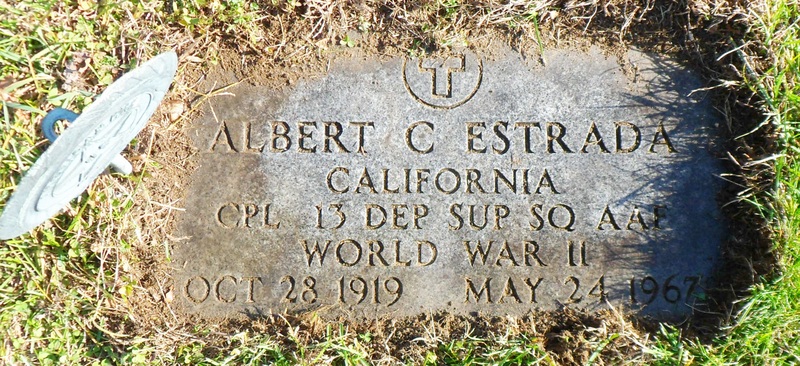 ALBERT C ESTRADA
CALIFORNIA
CPL 13 DEP SUP SQ AAF
WORLD WAR II
OCT 28 1919 MAY 24 1967